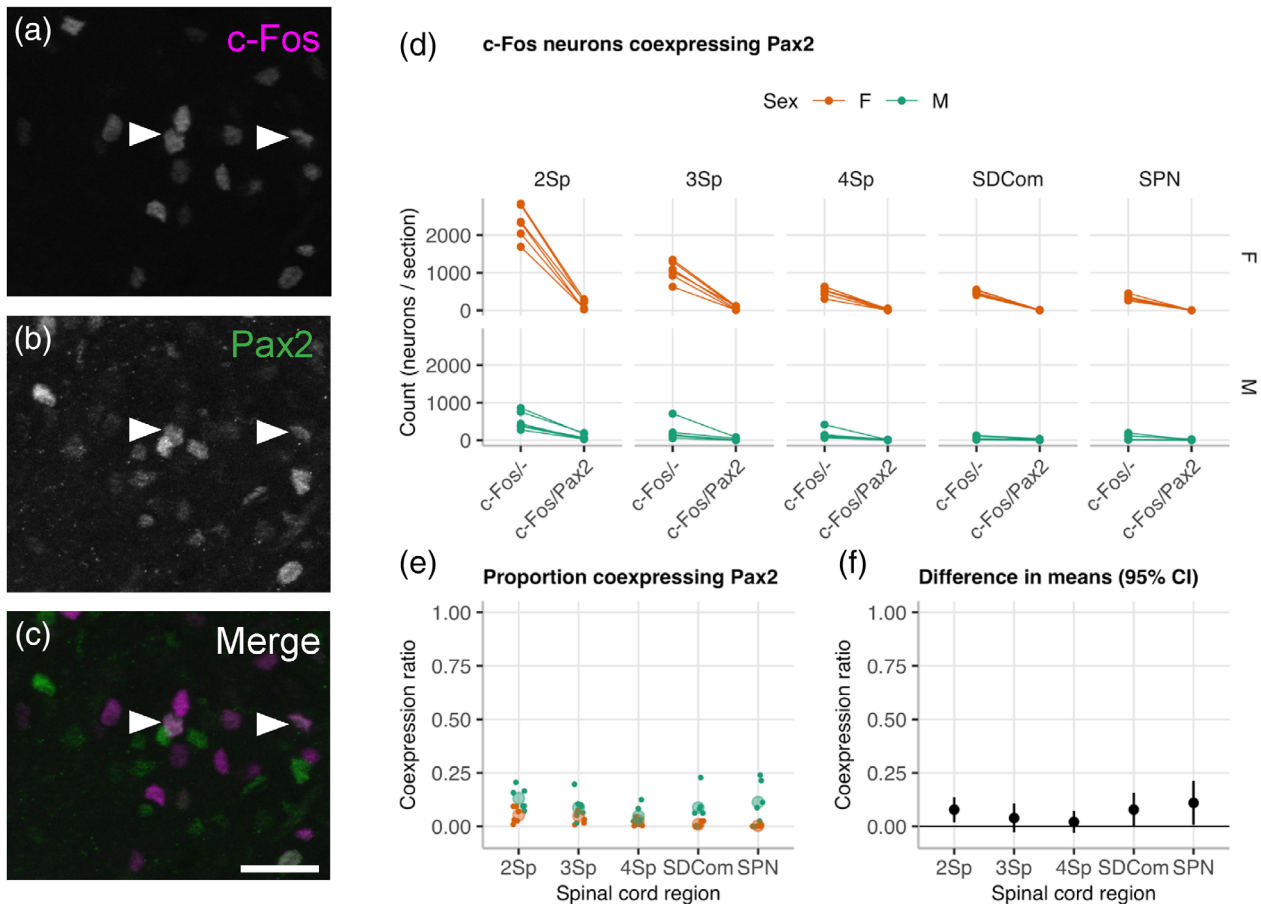 (a)
c-Fos
(b)
Pax2
(c)
Merge
(d)
c-Fos neurons coexpressing Pax2
Sex F M
2Sp 3Sp 4Sp SDCom SPN
Count (neurons / section)
2000
1000
0
F
2000
1000
0
M
c-Fos/- c-Fos/Pax2 c-Fos/- c-Fos/Pax2 c-Fos/- c-Fos/Pax2 c-Fos/- c-Fos/Pax2 c-Fos/- c-Fos/Pax2
(e)
Proportion coexpressing Pax2
Coexpression ratio
1.00
0.75
0.50
0.25
0.00
2Sp 3Sp 4Sp SDCom SPN
Spinal cord region
(f)
Difference in means (95% CI)
Coexpression ratio
1.00
0.75
0.50
0.25
0.00
2Sp 3Sp 4Sp SDCom SPN
Spinal cord region